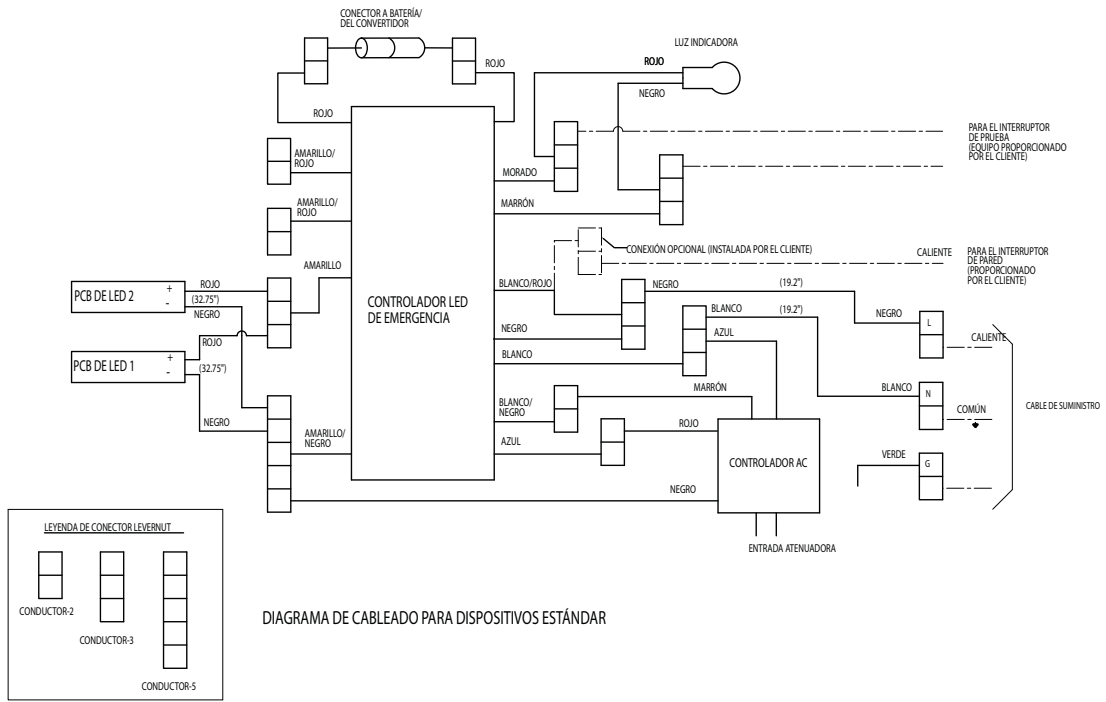 CONECTOR A BATERÍA/
DEL CONVERTIDOR
LUZ INDICADORA
ROJO
ROJO
NEGRO
ROJO
PARA EL INTERRUPTOR
DE PRUEBA
(EQUIPO PROPORCIONADO
POR EL CLIENTE)
AMARILLO/
ROJO
MORADO
AMARILLO/
ROJO
MARRÓN
CONEXIÓN OPCIONAL (INSTALADA POR EL CLIENTE)
CALIENTE
PARA EL INTERRUPTOR
DE PARED
(PROPORCIONADO
POR EL CLIENTE)
AMARILLO
BLANCO/ROJO
NEGRO
(19.2")
ROJO
PCB DE LED 2
+
-
(32.75")
NEGRO
CONTROLADOR LED
DE EMERGENCIA
BLANCO
(19.2")
NEGRO
L
NEGRO
AZUL
CALIENTE
ROJO
PCB DE LED 1
+
-
(32.75")
BLANCO
MARRÓN
BLANCO
N
COMÚN
CABLE DE SUMINISTRO
NEGRO
AMARILLO/
NEGRO
BLANCO/
NEGRO
AZUL
ROJO
CONTROLADOR AC
VERDE
G
NEGRO
ENTRADA ATENUADORA
LEYENDA DE CONECTOR LEVERNUT
CONDUCTOR-2
CONDUCTOR-3
CONDUCTOR-5
DIAGRAMA DE CABLEADO PARA DISPOSITIVOS ESTÁNDAR